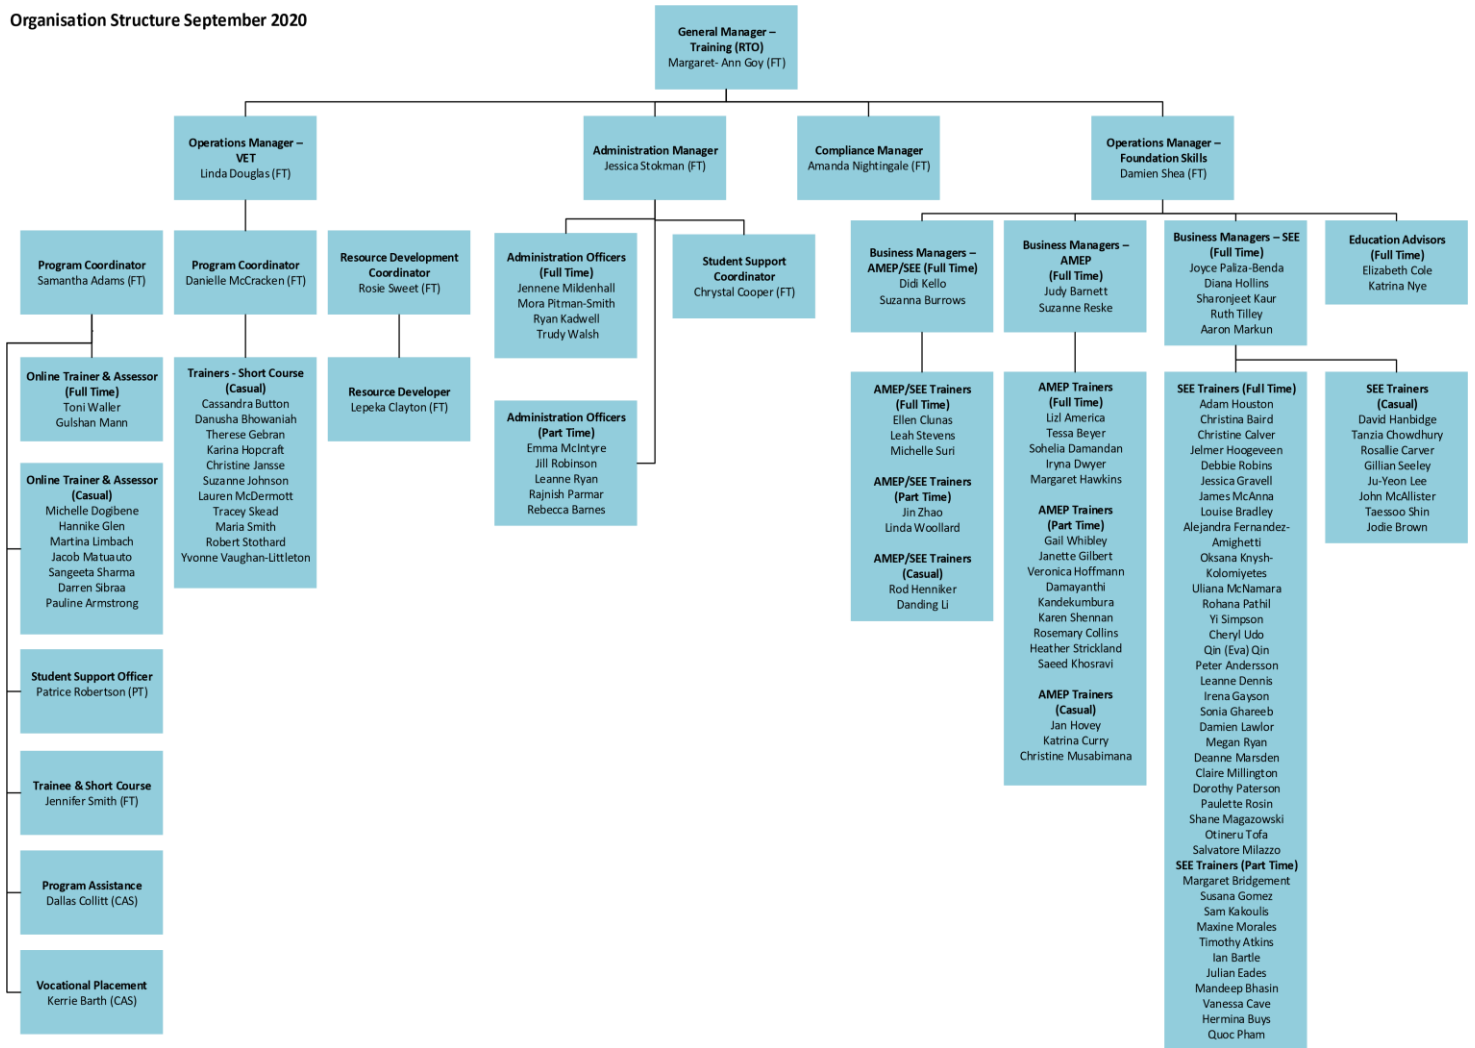 Organisation Structure September 2020
General Manager –
Training (RTO)
Margaret- Ann Goy (FT)
Operations Manager –
VET
Linda Douglas (FT)
Administration Manager
Jessica Stokman (FT)
Compliance Manager
Amanda Nightingale (FT)
Operations Manager –
Foundation Skills
Damien Shea (FT)
Program Coordinator
Samantha Adams (FT)
Program Coordinator
Danielle McCracken (FT)
Resource Development
Coordinator
Rosie Sweet (FT)
Administration Officers
(Full Time)
Jennene Mildenhall
Mora Pitman-Smith
Ryan Kadwell
Trudy Walsh
Student Support
Coordinator
Chrystal Cooper (FT)
Business Managers –
AMEP/SEE (Full Time)
Didi Kello
Suzanna Burrows
Business Managers –
AMEP
(Full Time)
Judy Barnett
Suzanne Reske
Business Managers – SEE
(Full Time)
Joyce Paliza-Benda
Diana Hollins
Sharonjeet Kaur
Ruth Tilley
Aaron Markun
Education Advisors
(Full Time)
Elizabeth Cole
Katrina Nye
Online Trainer & Assessor
(Full Time)
Toni Waller
Gulshan Mann
Trainers - Short Course
(Casual)
Cassandra Button
Danusha Bhowaniah
Therese Gebran
Karina Hopcraft
Christine Jansse
Suzanne Johnson
Lauren McDermott
Tracey Skead
Maria Smith
Robert Stothard
Yvonne Vaughan-Littleton
Resource Developer
Lepeka Clayton (FT)
Administration Officers
(Part Time)
Emma McIntyre
Jill Robinson
Leanne Ryan
Rajnish Parmar
Rebecca Barnes
AMEP/SEE Trainers
(Full Time)
Ellen Clunas
Leah Stevens
Michelle Suri
AMEP/SEE Trainers
(Part Time)
Jin Zhao
Linda Woollard
AMEP/SEE Trainers
(Casual)
Rod Henniker
Danding Li
AMEP Trainers
(Full Time)
Lizl America
Tessa Beyer
Sohelia Damandan
Iryna Dwyer
Margaret Hawkins
AMEP Trainers
(Part Time)
Gail Whibley
Janette Gilbert
Veronica Hoffmann
Damayanthi
Kandekumbura
Karen Shennan
Rosemary Collins
Heather Strickland
Saeed Khosravi
AMEP Trainers
(Casual)
Jan Hovey
Katrina Curry
Christine Musabimana
SEE Trainers (Full Time)
Adam Houston
Christina Baird
Christine Calver
Jelmer Hoogeveen
Debbie Robins
Jessica Gravell
James McAnna
Louise Bradley
Alejandra Fernandez-
Amighetti
Oksana Knysh-
Kolomiyetes
Uliana McNamara
Rohana Pathil
Yi Simpson
Cheryl Udo
Qin (Eva) Qin
Peter Andersson
Leanne Dennis
Irena Gayson
Sonia Ghareeb
Damien Lawlor
Megan Ryan
Deanne Marsden
Claire Millington
Dorothy Paterson
Paulette Rosin
Shane Magazowski
Otineru Tofa
Salvatore Milazzo
SEE Trainers (Part Time)
Margaret Bridgement
Susana Gomez
Sam Kakoulis
Maxine Morales
Timothy Atkins
Ian Bartle
Julian Eades
Mandeep Bhasin
Vanessa Cave
Hermina Buys
Quoc Pham
SEE Trainers
(Casual)
David Hanbidge
Tanzia Chowdhury
Rosallie Carver
Gillian Seeley
Ju-Yeon Lee
John McAllister
Taessoo Shin
Jodie Brown
Online Trainer & Assessor
(Casual)
Michelle Dogibene
Hannike Glen
Martina Limbach
Jacob Matuauto
Sangeeta Sharma
Darren Sibraa
Pauline Armstrong
Student Support Officer
Patrice Robertson (PT)
Trainee & Short Course
Jennifer Smith (FT)
Program Assistance
Dallas Collitt (CAS)
Vocational Placement
Kerrie Barth (CAS)